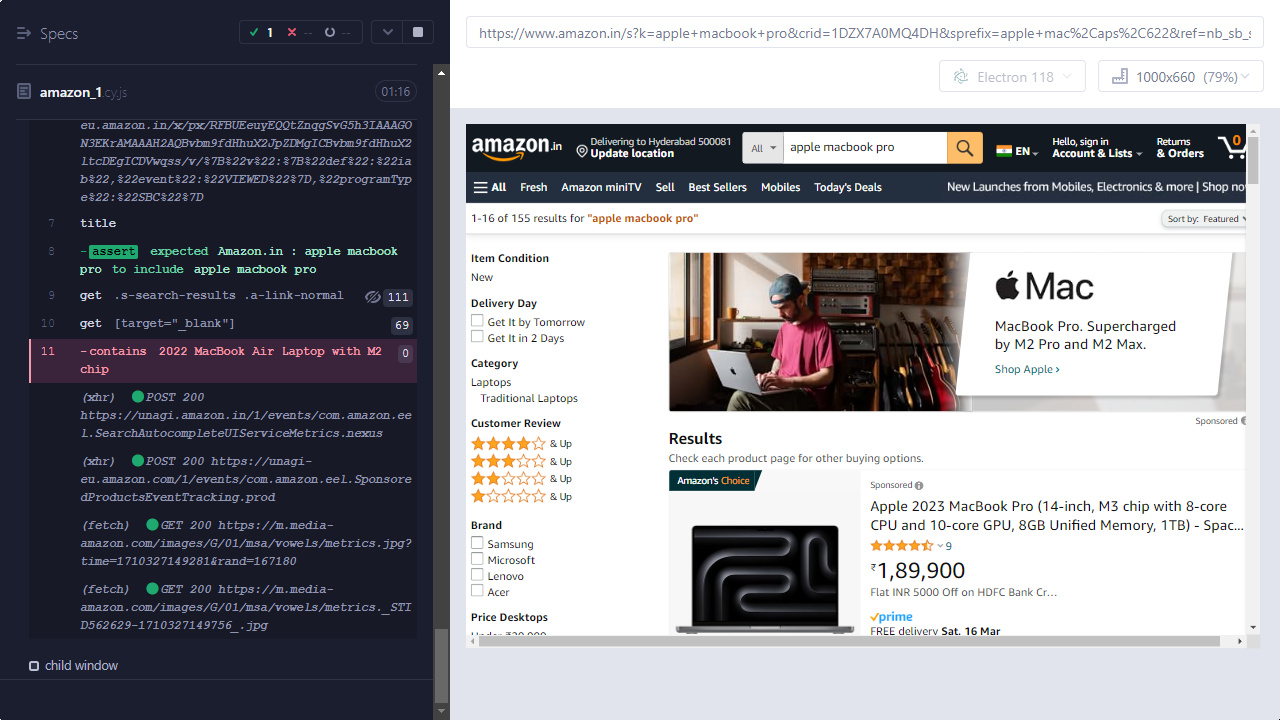 Specs
1
--
--
https://www.amazon.in/s?k=apple+macbook+pro&crid=1DZX7A0MQ4DH&sprefix=apple+mac%2Caps%2C622&ref=nb_sb_s
Electron 118
1000x660 (79%)
amazon_1.cy.js
01:16
eu.amazon.in/x/px/RFBUEeuyEQQtZnqgSvG5h3IAAAGO
N3EKrAMAAAH2AQBvbm9fdHhuX2JpZDMgICBvbm9fdHhuX2
ltcDEgICDVwqss/v/%7B%22v%22:%7B%22def%22:%22ia
b%22,%22event%22:%22VIEWED%22%7D,%22programTyp
e%22:%22SBC%22%7D
7 title
8 -assert expected Amazon.in : apple macbook
pro to include apple macbook pro
9 get .s-search-results .a-link-normal 111
10 get [target="_blank"] 69
11 -contains 2022 MacBook Air Laptop with M2 0
chip
(xhr) POST 200
https://unagi.amazon.in/1/events/com.amazon.ee
l.SearchAutocompleteUIServiceMetrics.nexus
(xhr) POST 200 https://unagi-
eu.amazon.com/1/events/com.amazon.eel.Sponsore
dProductsEventTracking.prod
(fetch) GET 200 https://m.media-
amazon.com/images/G/01/msa/vowels/metrics.jpg?
time=1710327149281&rand=167180
(fetch) GET 200 https://m.media-
amazon.com/images/G/01/msa/vowels/metrics._STI
D562629-1710327149756_.jpg
child window
amazon.in
Delivering to Hyderabad 500081
Update location
All
apple macbook pro
EN
Hello, sign in
Account & Lists
Returns
& Orders
0
All Fresh Amazon miniTV Sell Best Sellers Mobiles Today's Deals
New Launches from Mobiles, Electronics & more | Shop now
1-16 of 155 results for "apple macbook pro"
Sort by: Featured
Item Condition
New
Delivery Day
Get It by Tomorrow
Get It in 2 Days
Category
Laptops
Traditional Laptops
Customer Review
& Up
& Up
& Up
& Up
Brand
Samsung
Microsoft
Lenovo
Acer
Price Desktops
Under ₹20,000
Mac
MacBook Pro. Supercharged
by M2 Pro and M2 Max.
Shop Apple ›
Sponsored
Results
Check each product page for other buying options.
Amazon's Choice
Sponsored
Apple 2023 MacBook Pro (14-inch, M3 chip with 8-core
CPU and 10-core GPU, 8GB Unified Memory, 1TB) - Spac...
9
₹1,89,900
Flat INR 5000 Off on HDFC Bank Cr...
prime
FREE delivery Sat, 16 Mar